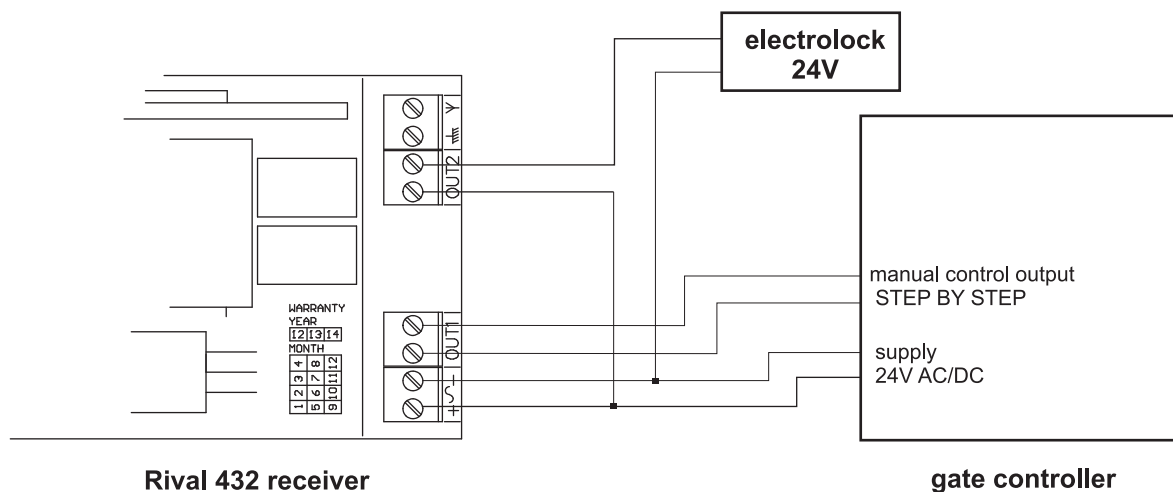 electrolock
24V
OUT2
manual control output
STEP BY STEP
WARRANTY
YEAR
12 13 14
MONTH
4 8 12
3 7 11
2 6 10
1 5 9
OUT1
+ -
supply
24V AC/DC
Rival 432 receiver
gate controller